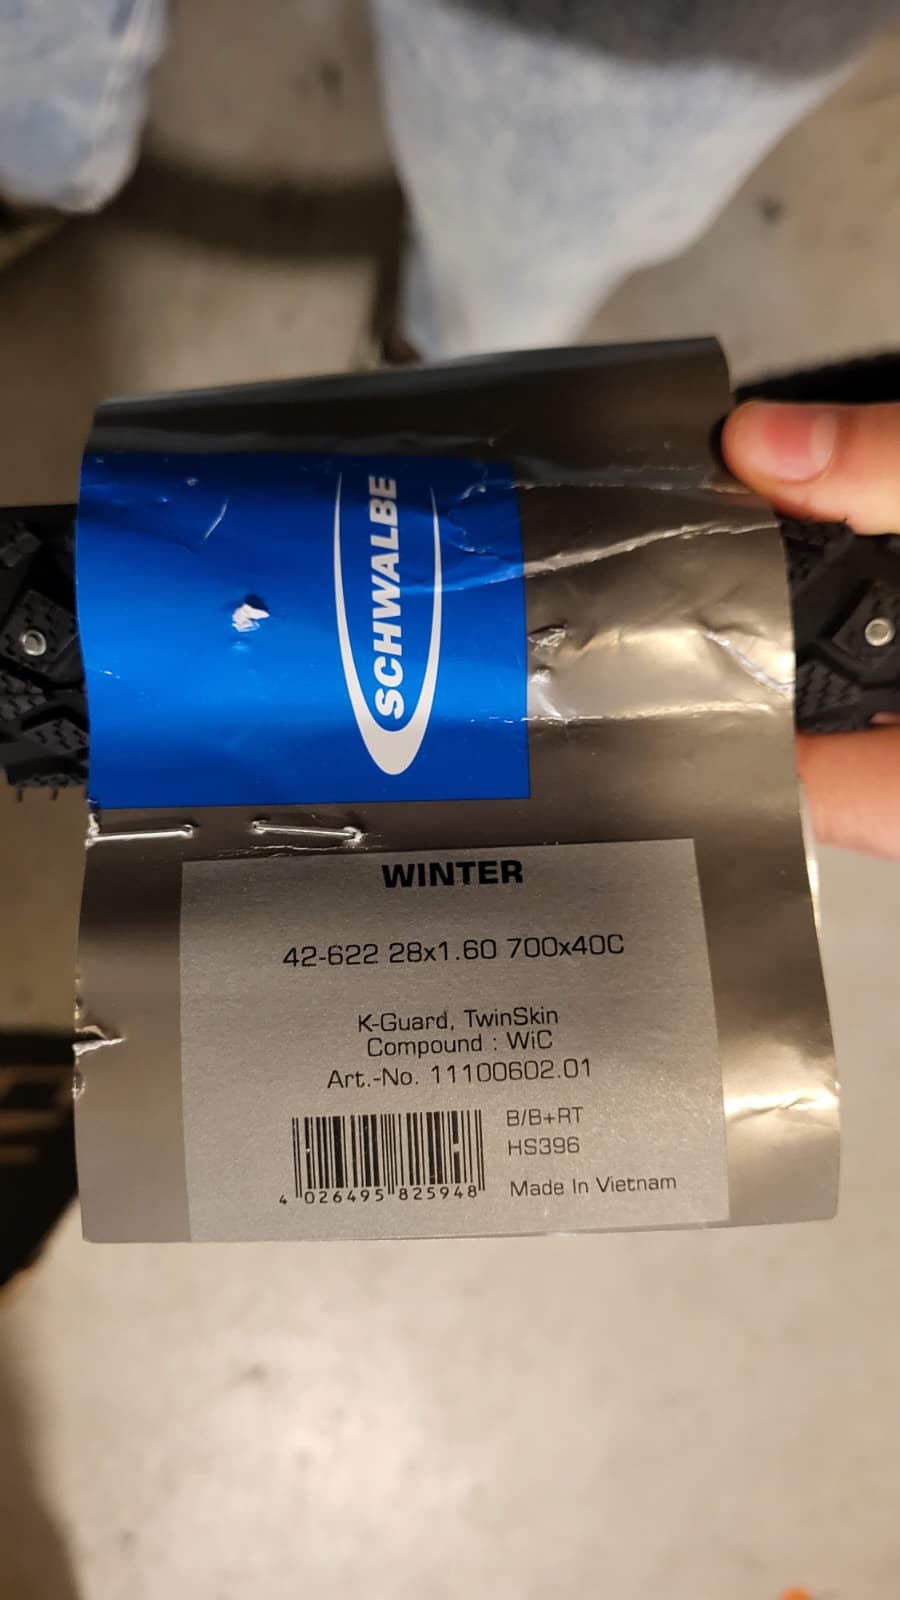 SCHWALBE
WINTER
42-622 28x1.60 700x40C
K-Guard, TwinSkin
Compound : WiC
Art.-No. 11100602.01
B/B+RT
HS396
4 026495 825948
Made In Vietnam